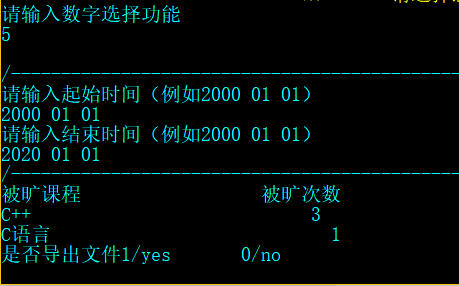 请输入数字选择功能
5
/----------------------------------------------
请输入起始时间（例如2000 01 01）
2000 01 01
请输入结束时间（例如2000 01 01）
2020 01 01
/----------------------------------------------
被旷课程 被旷次数
C++ 3
C语言 1
是否导出文件1/yes 0/no